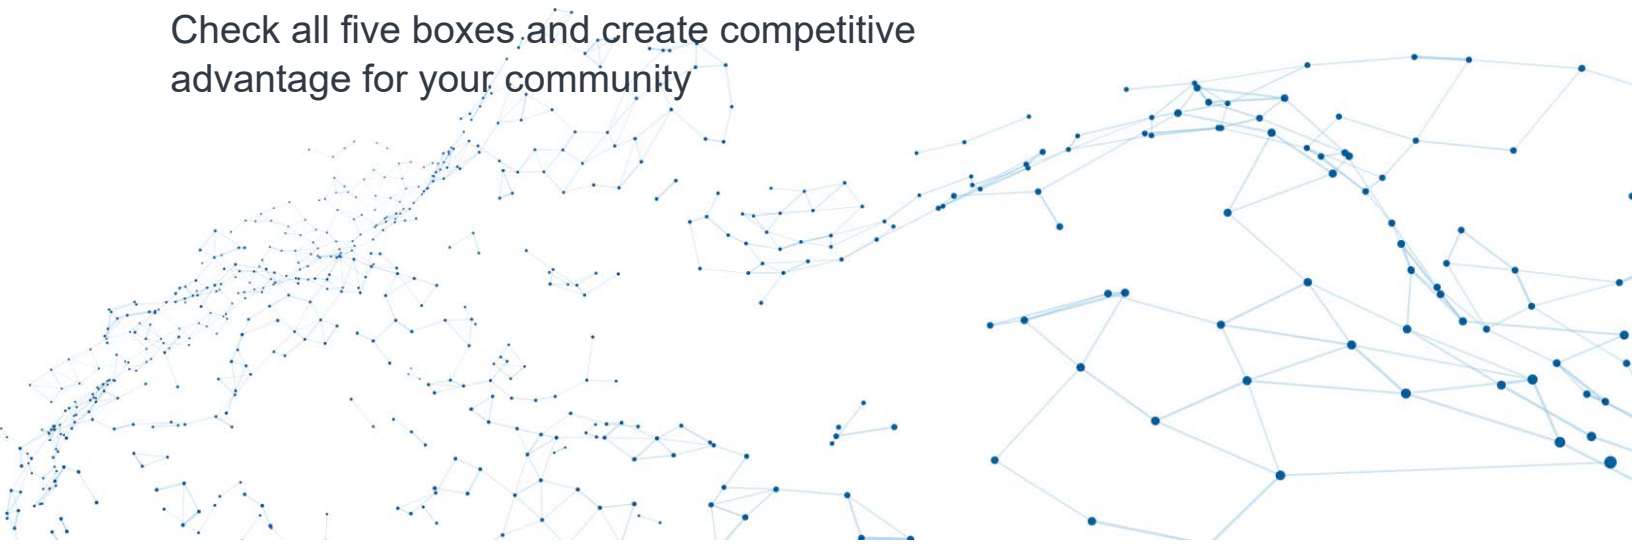 Check all five boxes and create competitive
advantage for your community